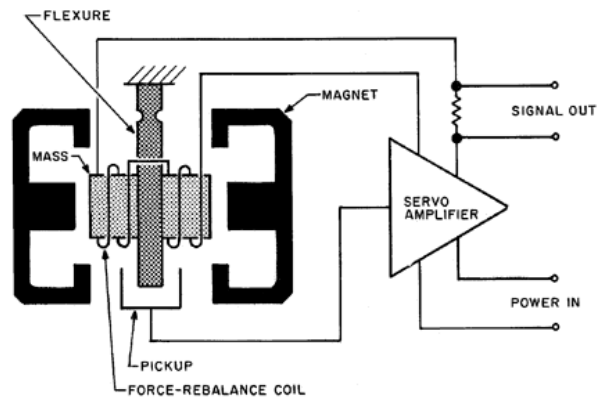 FLEXURE
MAGNET
SIGNAL OUT
MASS
SERVO
AMPLIFIER
POWER IN
PICKUP
FORCE-REBALANCE COIL